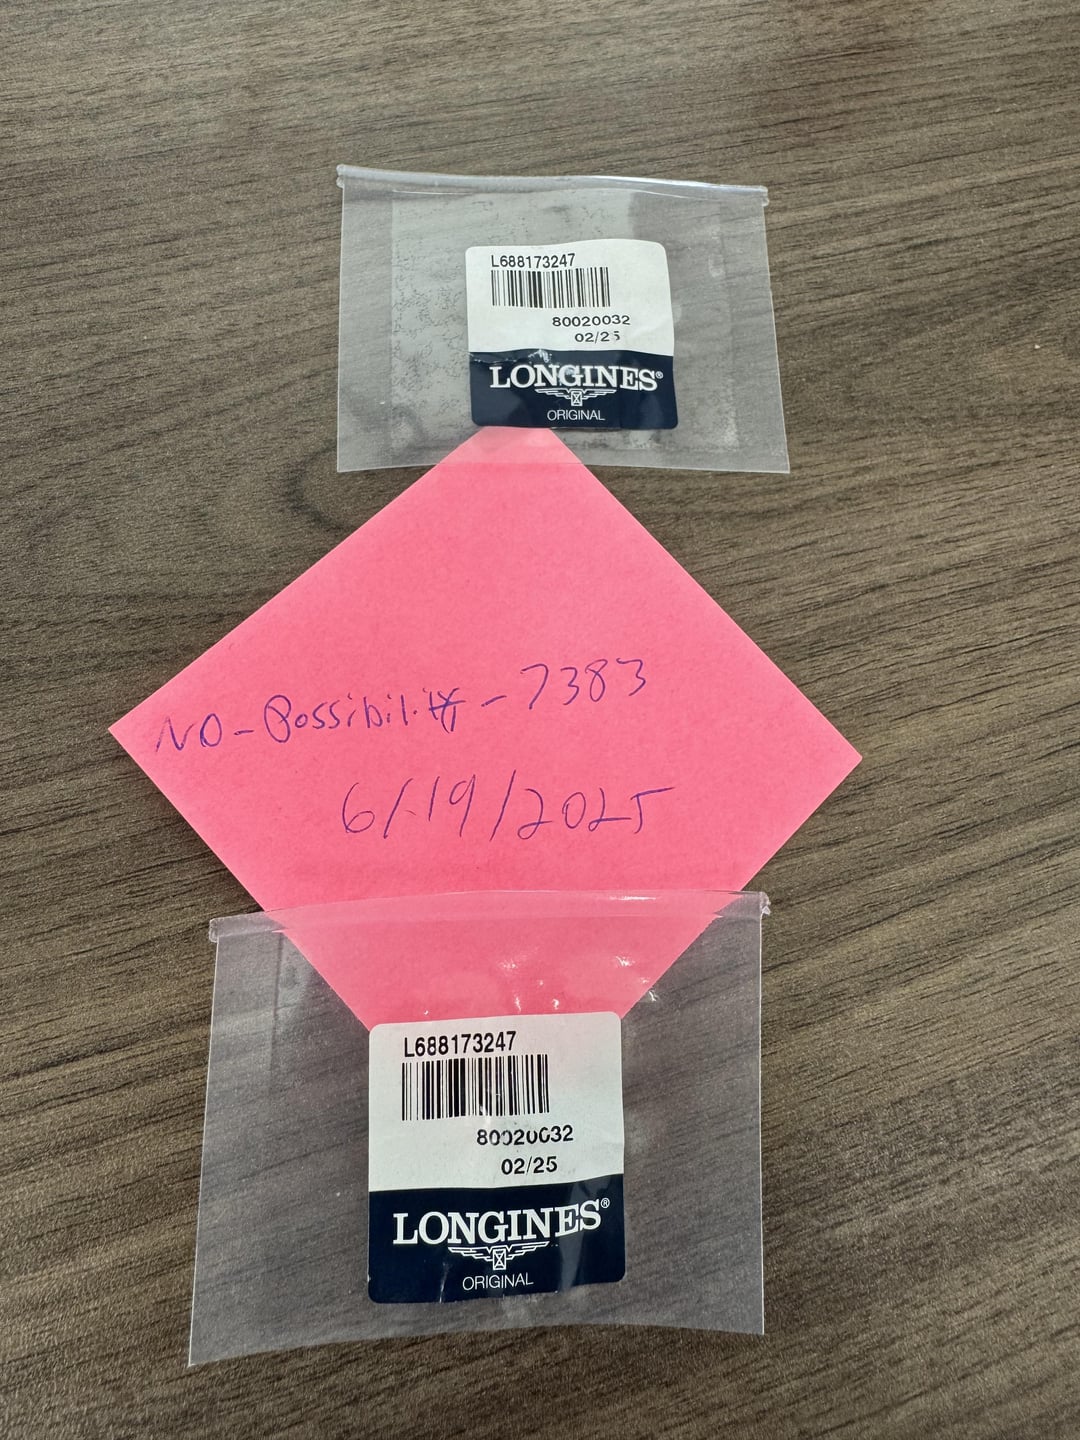 L688173247
80020032
02/25
LONGINES®
ORIGINAL
NO-Possibility-7383
6/19/2025
L688173247
80020032
02/25
LONGINES®
ORIGINAL